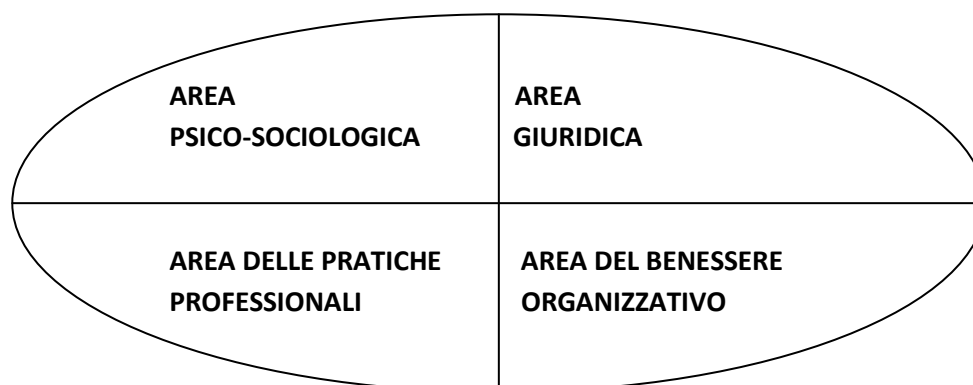 AREA
PSICO-SOCIOLOGICA
AREA
GIURIDICA
AREA DELLE PRATICHE
PROFESSIONALI
AREA DEL BENESSERE
ORGANIZZATIVO